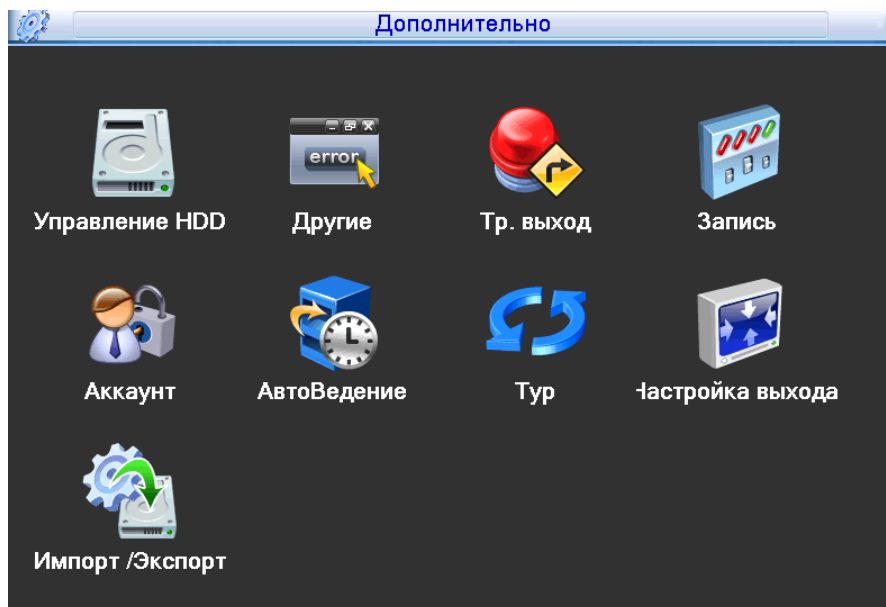 Дополнительно
error
Управление HDD
Другие
Тр. выход
Запись
Аккаунт
АвтоВедение
Тур
Настройка выхода
Импорт /Экспорт